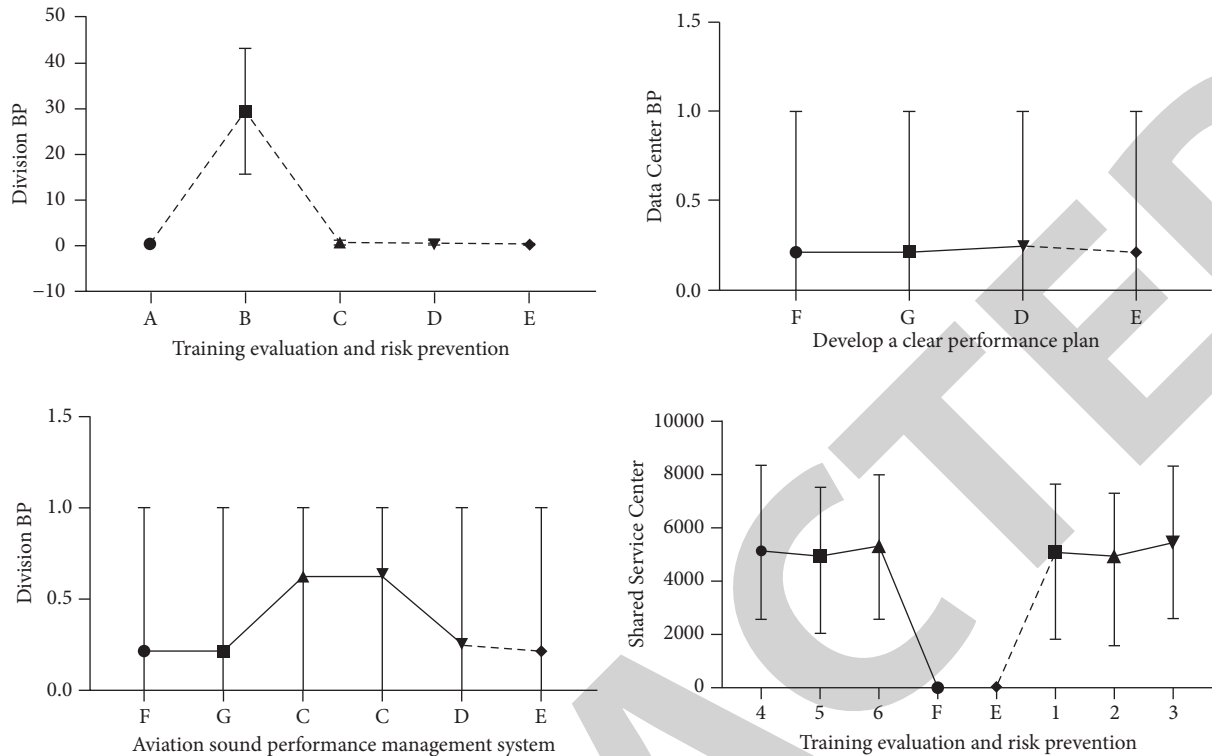 50
40
30
20
10
0
−10
Division BP
A B C D E
Training evaluation and risk prevention
1.5
1.0
0.5
0.0
Data Center BP
F G D E
Develop a clear performance plan
1.5
1.0
0.5
0.0
Division BP
F G C C D E
Aviation sound performance management system
10000
8000
6000
4000
2000
0
Shared Service Center
4 5 6 F E 1 2 3
Training evaluation and risk prevention
ACTED